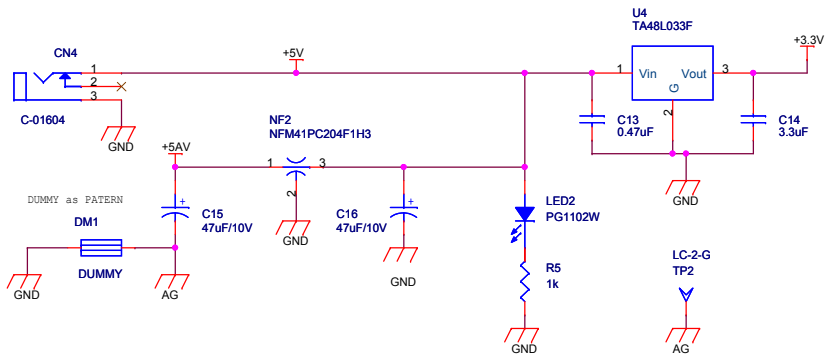 U4
TA48L033F
+3.3V
CN4
+5V
1
2
3
C-01604
GND
1
Vin
Vout
3
G
2
C13
0.47uF
C14
3.3uF
GND
NF2
NFM41PC204F1H3
+5AV
1
3
2
GND
DUMMY as PATERN
DM1
DUMMY
GND
C15
47uF/10V
AG
C16
47uF/10V
GND
LED2
PG1102W
R5
1k
GND
LC-2-G
TP2
AG